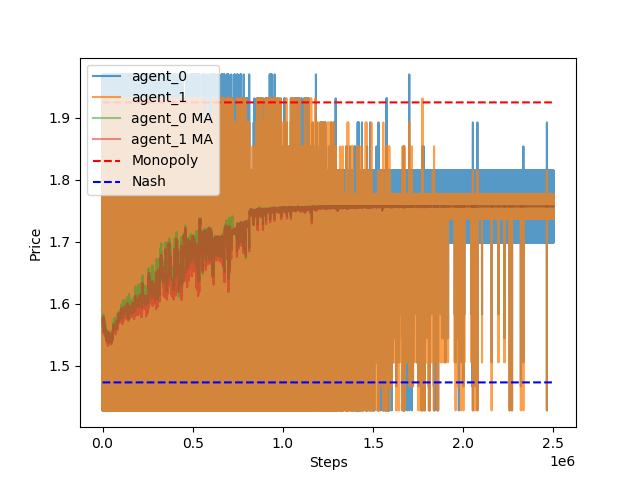 agent_0
agent_1
agent_0 MA
agent_1 MA
Monopoly
Nash
Price
1.9
1.8
1.7
1.6
1.5
0.0 0.5 1.0 1.5 2.0 2.5
Steps
1e6